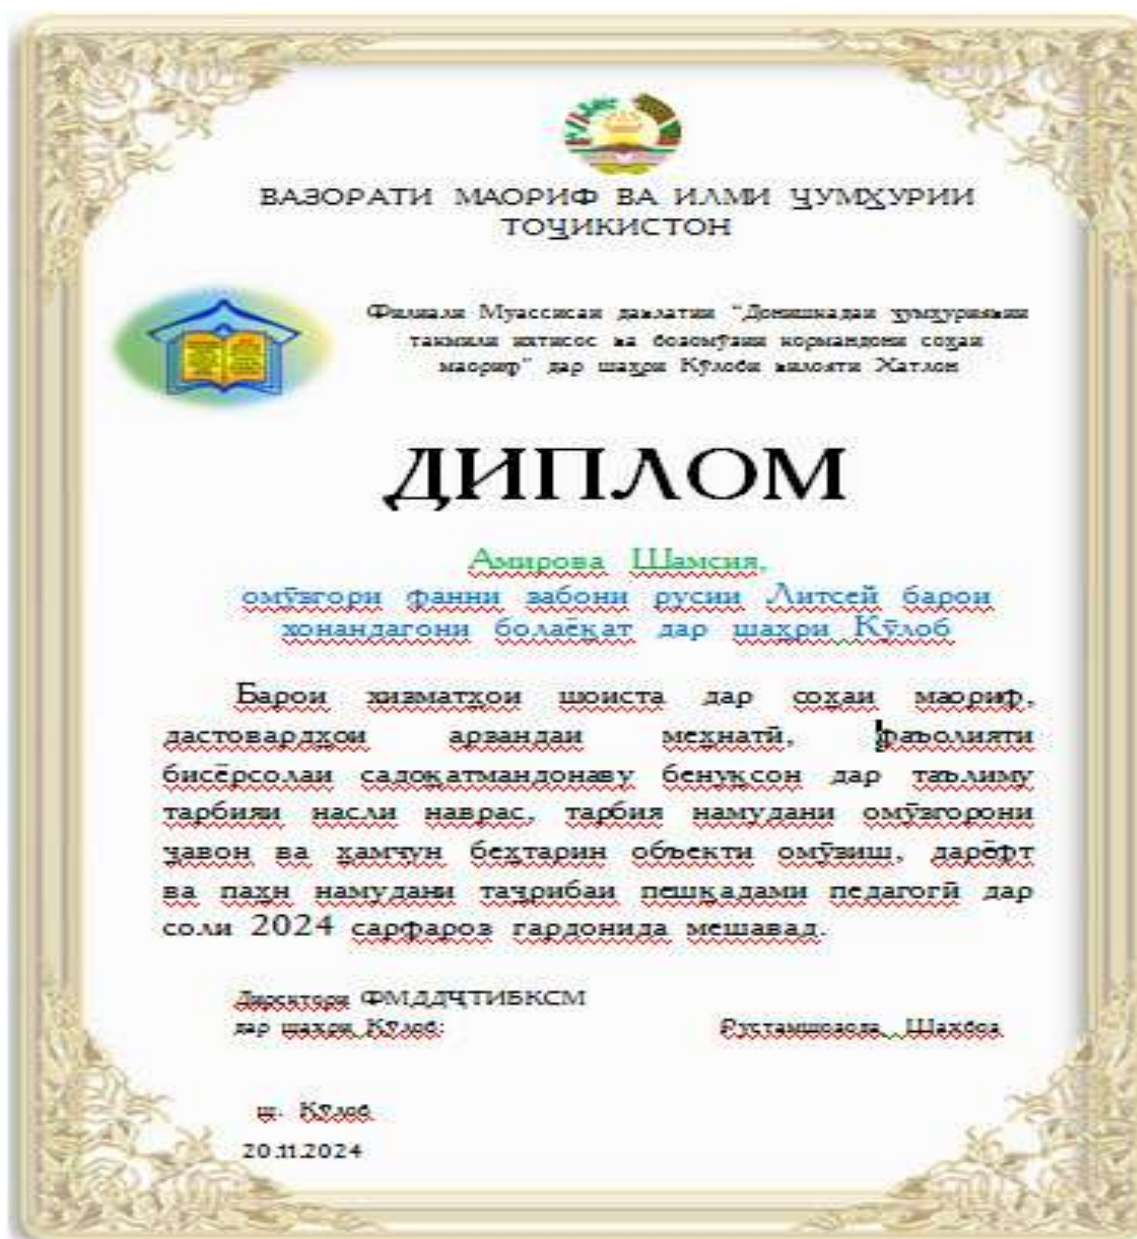 ВАЗОРАТИ МАОРИФ ВА ИЛМИ ҶУМҲУРИИ
ТОҶИКИСТОН
Филиали Муассисаи давлатии "Донишкадаи ҷумҳуриявии
такмили ихтисос ва бозомӯзии кормандони соҳаи
маориф" дар шаҳри Кӯлоби вилояти Хатлон
ДИПЛОМ
Амирова Шамсия,
омӯзгори фанни забони русии Литсей барои
хонандагони болаёқат дар шаҳри Кӯлоб
Барои хизматҳои шоиста дар соҳаи маориф,
дастовардҳои арзандаи меҳнатӣ, фаъолияти
бисёрсолаи садоқатмандонаву бенуқсон дар таълиму
тарбияи насли наврас, тарбия намудани омӯзгорони
ҷавон ва ҳамчун беҳтарин объекти омӯзиш, дарёфт
ва паҳн намудани таҷрибаи пешқадами педагогӣ дар
соли 2024 сарфароз гардонида мешавад.
Директори ФМДДҶТИБКСМ
дар шаҳри Кӯлоб: Рустамшозода Шаҳбоз
ш. Кӯлоб
20.11.2024